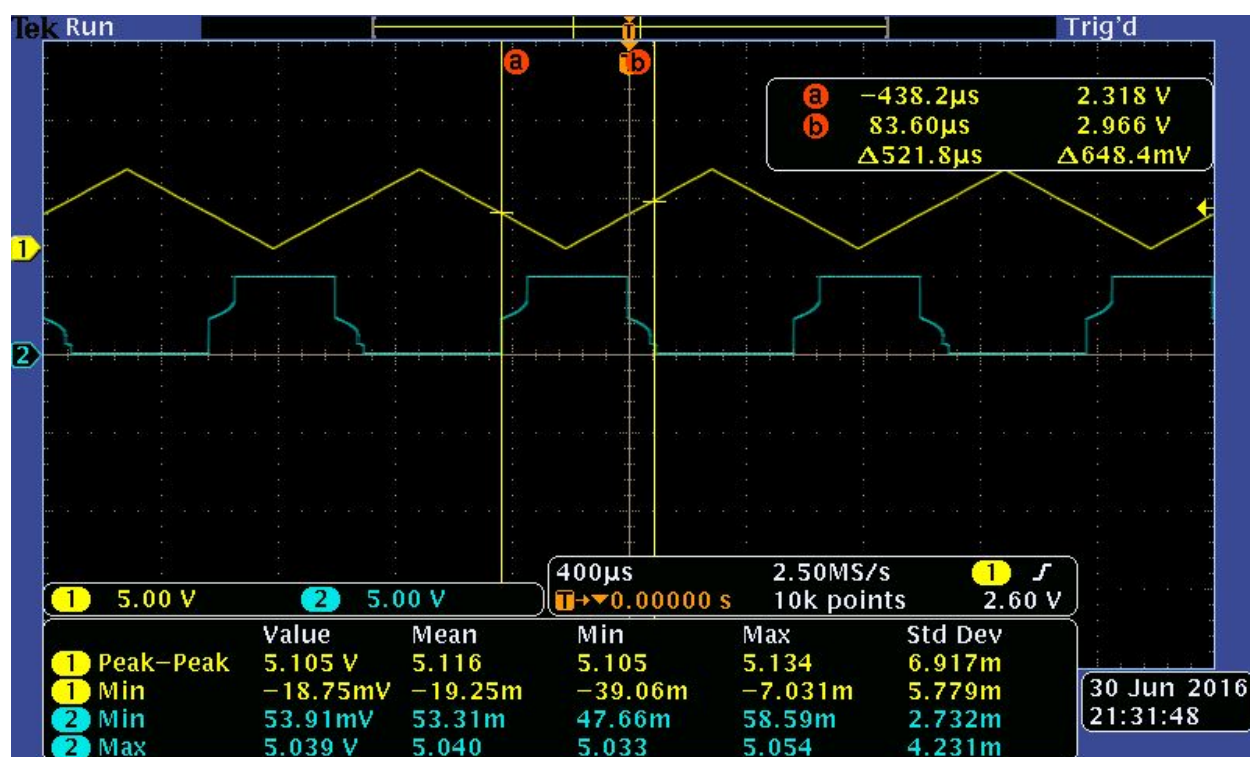 Tek Run Trig'd
T
a b
a −438.2µs 2.318 V
b 83.60µs 2.966 V
Δ521.8µs Δ648.4mV
1
2
400µs 2.50MS/s 1
1 5.00 V 2 5.00 V T→▼0.00000 s 10k points 2.60 V
Value Mean Min Max Std Dev
1 Peak−Peak 5.105 V 5.116 5.105 5.134 6.917m
1 Min −18.75mV −19.25m −39.06m −7.031m 5.779m
2 Min 53.91mV 53.31m 47.66m 58.59m 2.732m
2 Max 5.039 V 5.040 5.033 5.054 4.231m
30 Jun 2016
21:31:48